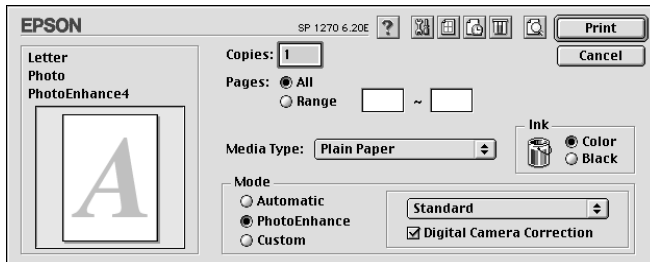 EPSON
SP 1270 6.20E
?
Print
Cancel
Letter
Photo
PhotoEnhance4
A
Copies: 1
Pages: All
Range ~
Media Type: Plain Paper
Ink
Color
Black
Mode
Automatic
PhotoEnhance
Custom
Standard
Digital Camera Correction